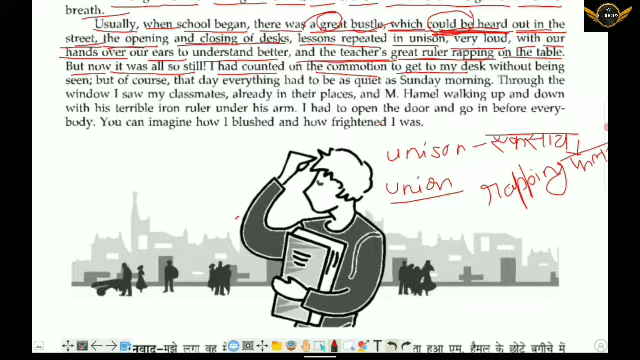 breath.
Usually, when school began, there was a great bustle, which could be heard out in the
street, the opening and closing of desks, lessons repeated in unison, very loud, with our
hands over our ears to understand better, and the teacher's great ruler rapping on the table.
But now it was all so still! I had counted on the commotion to get to my desk without being
seen; but of course, that day everything had to be as quiet as Sunday morning. Through the
window I saw my classmates, already in their places, and M. Hamel walking up and down
with his terrible iron ruler under his arm. I had to open the door and go in before every-
body. You can imagine how I blushed and how frightened I was.
unison - एकसाथ
union
rapping
नुवाद–मुझे लगा वह
ता हुआ एम. हैमल के छोटे बगीचे में